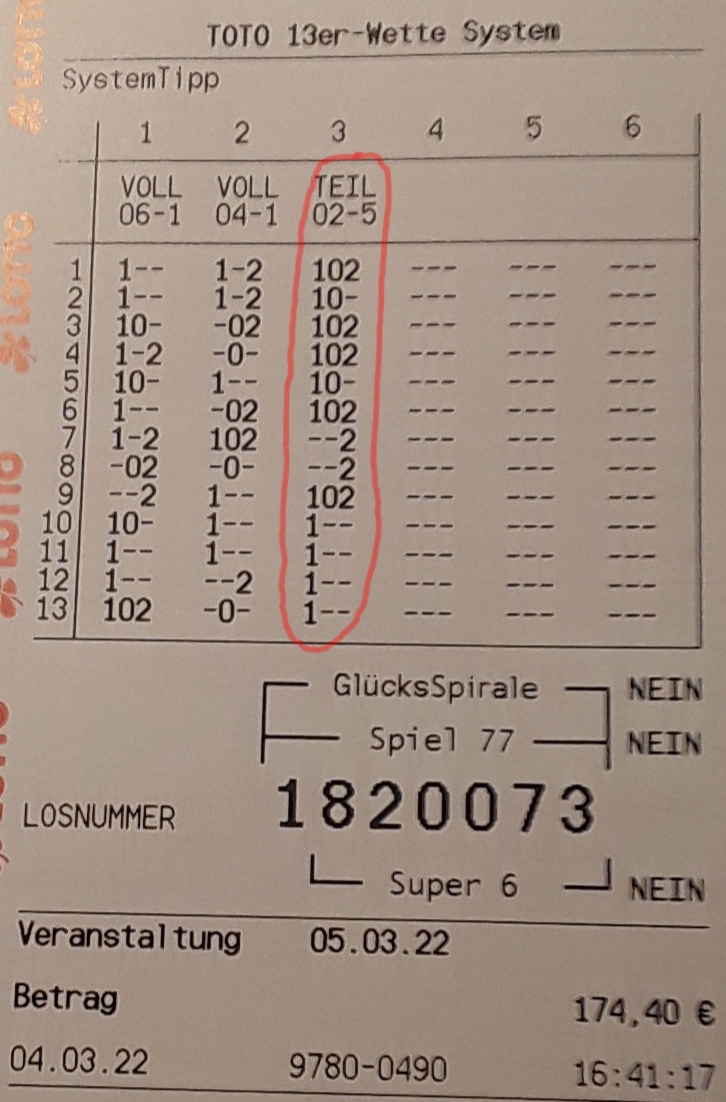 TOTO 13er-Wette System
SystemTipp
1 2 3 4 5 6
VOLL VOLL TEIL
06-1 04-1 02-5
1 1-- 1-2 102 --- --- ---
2 1-- 1-2 10- --- --- ---
3 10- -02 102 --- --- ---
4 1-2 -0- 102 --- --- ---
5 10- 1-- 10- --- --- ---
6 1-- -02 102 --- --- ---
7 1-2 102 --2 --- --- ---
8 -02 -0- --2 --- --- ---
9 --2 1-- 102 --- --- ---
10 10- 1-- 1-- --- --- ---
11 1-- 1-- 1-- --- --- ---
12 1-- --2 1-- --- --- ---
13 102 -0- 1-- --- --- ---
GlücksSpirale NEIN
Spiel 77 NEIN
LOSNUMMER 1820073
Super 6 NEIN
Veranstaltung 05.03.22
Betrag 174,40 €
04.03.22 9780-0490 16:41:17
LOTTO
LOTTO
LOTTO